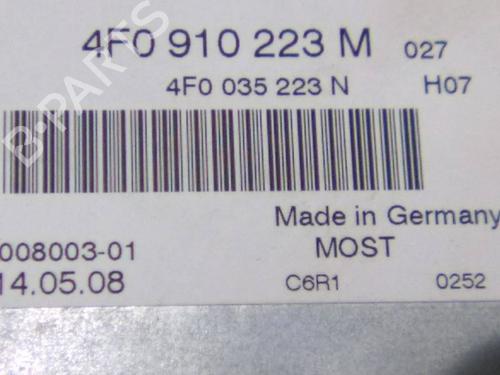 4F0 910 223 M 027
4F0 035 223 N H07
Made in Germany
008003-01 MOST
14.05.08 C6R1 0252
B-PARTS